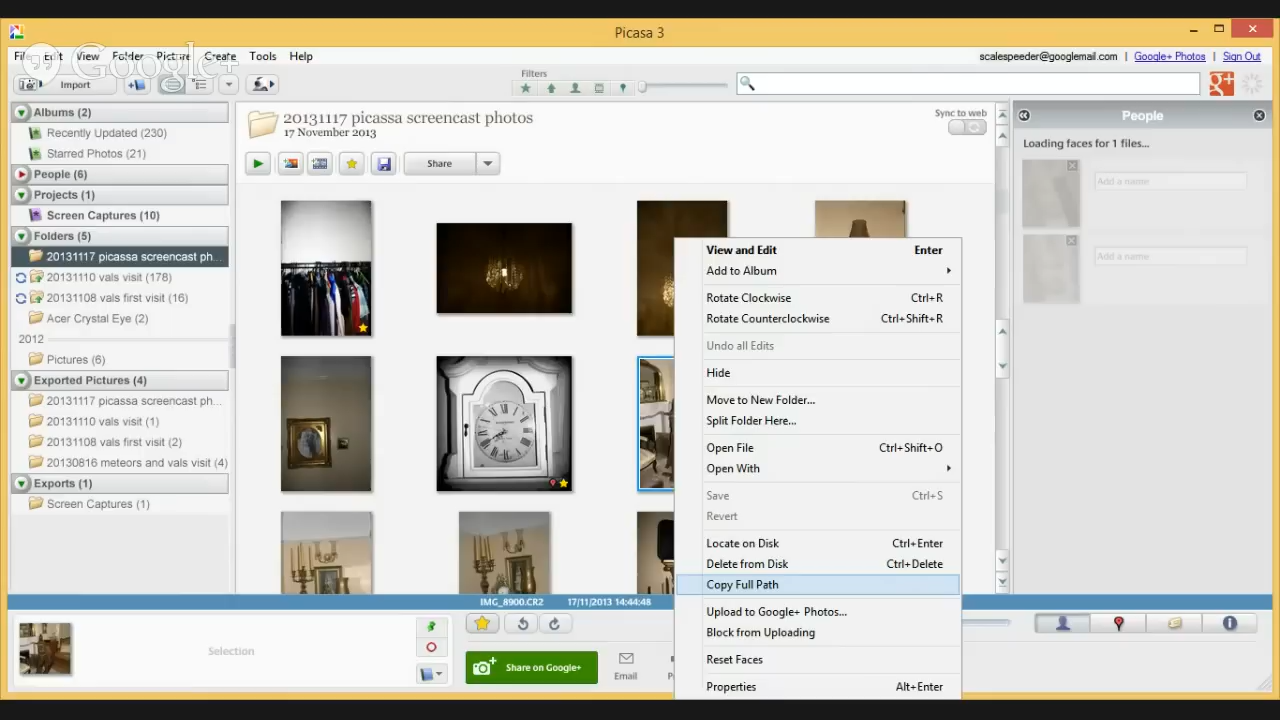 Picasa 3
File Edit View Folder Picture Create Tools Help
Google+
scalespeeder@googlemail.com | Google+ Photos | Sign Out
Import
Filters
g+
Albums (2)
Recently Updated (230)
Starred Photos (21)
People (6)
Projects (1)
Screen Captures (10)
Folders (5)
20131117 picassa screencast ph...
20131110 vals visit (178)
20131108 vals first visit (16)
Acer Crystal Eye (2)
2012
Pictures (6)
Exported Pictures (4)
20131117 picassa screencast ph...
20131110 vals visit (1)
20131108 vals first visit (2)
20130816 meteors and vals visit (4)
Exports (1)
Screen Captures (1)
20131117 picassa screencast photos
17 November 2013
Sync to web
Share
View and Edit Enter
Add to Album
Rotate Clockwise Ctrl+R
Rotate Counterclockwise Ctrl+Shift+R
Undo all Edits
Hide
Move to New Folder...
Split Folder Here...
Open File Ctrl+Shift+O
Open With
Save Ctrl+S
Revert
Locate on Disk Ctrl+Enter
Delete from Disk Ctrl+Delete
Copy Full Path
Upload to Google+ Photos...
Block from Uploading
Reset Faces
Properties Alt+Enter
People
Loading faces for 1 files...
Add a name
Add a name
IMG_8900.CR2 17/11/2013 14:44:48
Selection
Share on Google+
Email